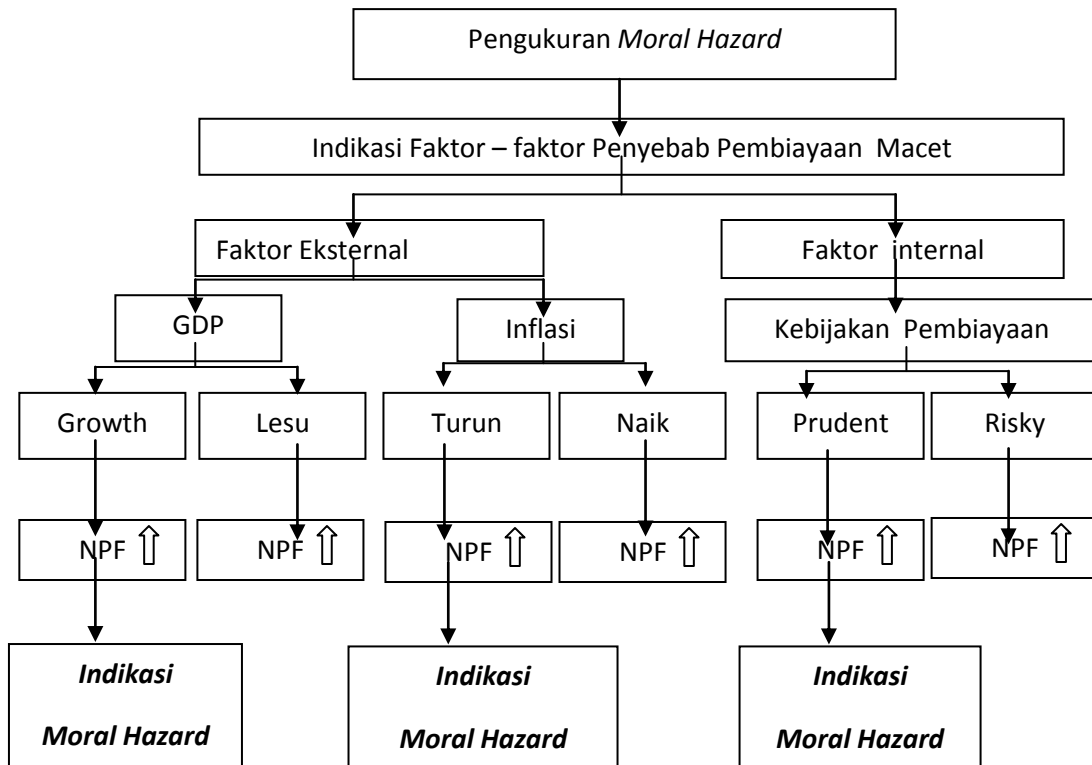 Pengukuran Moral Hazard
Indikasi Faktor – faktor Penyebab Pembiayaan Macet
Faktor Eksternal
Faktor internal
GDP
Inflasi
Kebijakan Pembiayaan
Growth
Lesu
Turun
Naik
Prudent
Risky
NPF
NPF
NPF
NPF
NPF
NPF
Indikasi
Moral Hazard
Indikasi
Moral Hazard
Indikasi
Moral Hazard